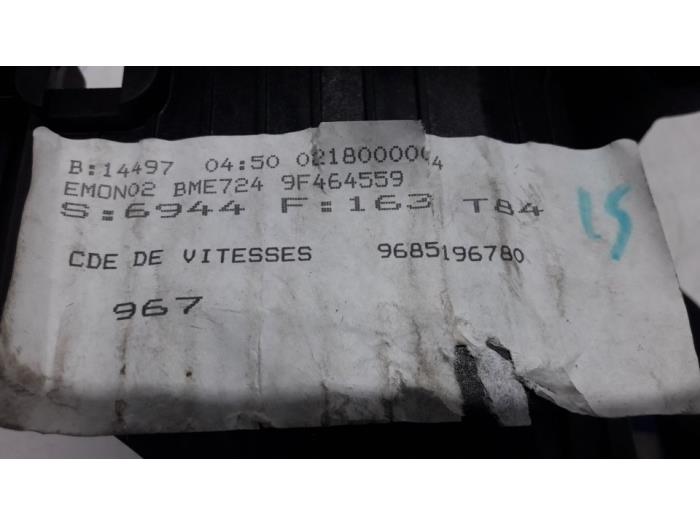 B:14497 04:50 0218000004
EMON02 BME724 9F464559
S:6944 F:163 T84
CDE DE VITESSES 9685196780
967